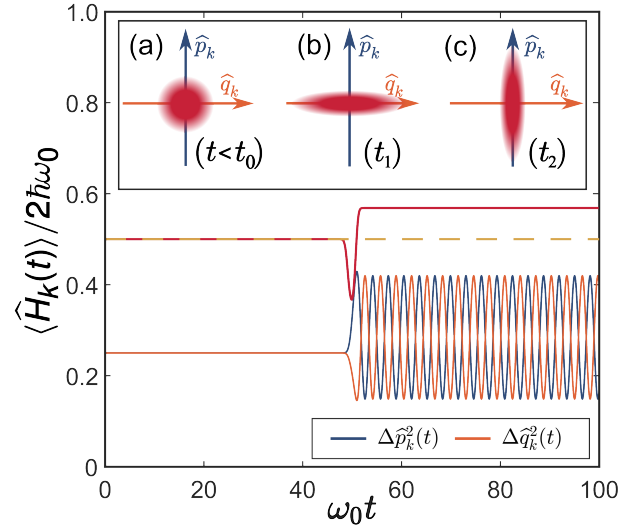 (a) p̂ₖ (b) p̂ₖ (c) p̂ₖ
q̂ₖ q̂ₖ q̂ₖ
(t<t₀) (t₁) (t₂)
⟨Ĥₖ(t)⟩/2ħω₀
1
0.8
0.6
0.4
0.2
0
Δp̂ₖ²(t) Δq̂ₖ²(t)
0 20 40 60 80 100
ω₀t